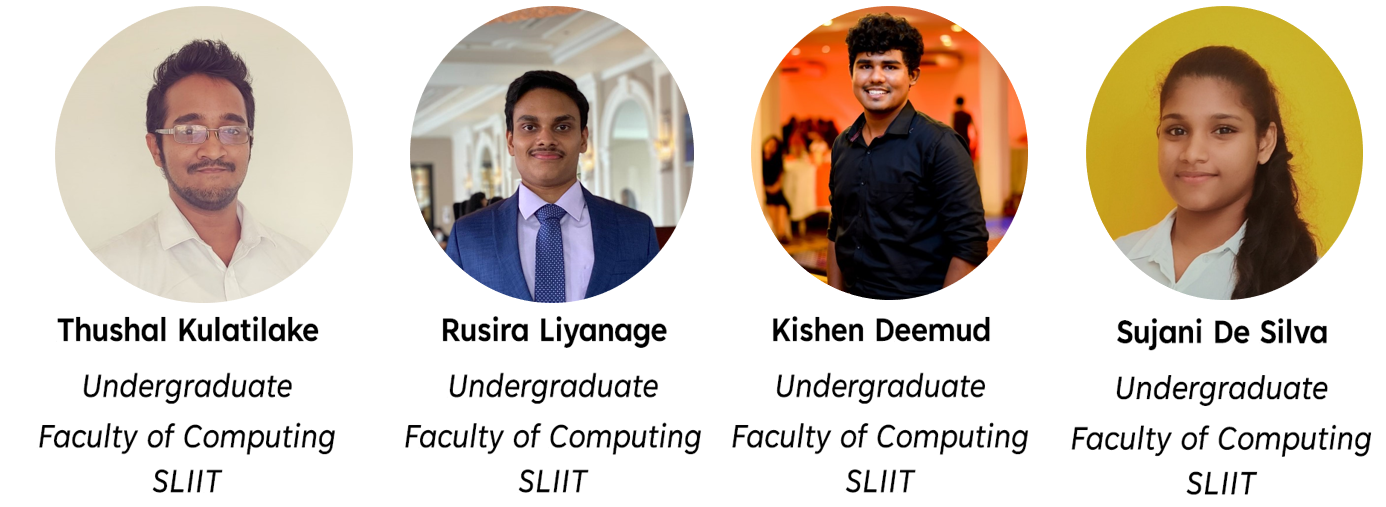 Thushal Kulatilake
Undergraduate
Faculty of Computing
SLIIT
Rusira Liyanage
Undergraduate
Faculty of Computing
SLIIT
Kishen Deemud
Undergraduate
Faculty of Computing
SLIIT
Sujani De Silva
Undergraduate
Faculty of Computing
SLIIT